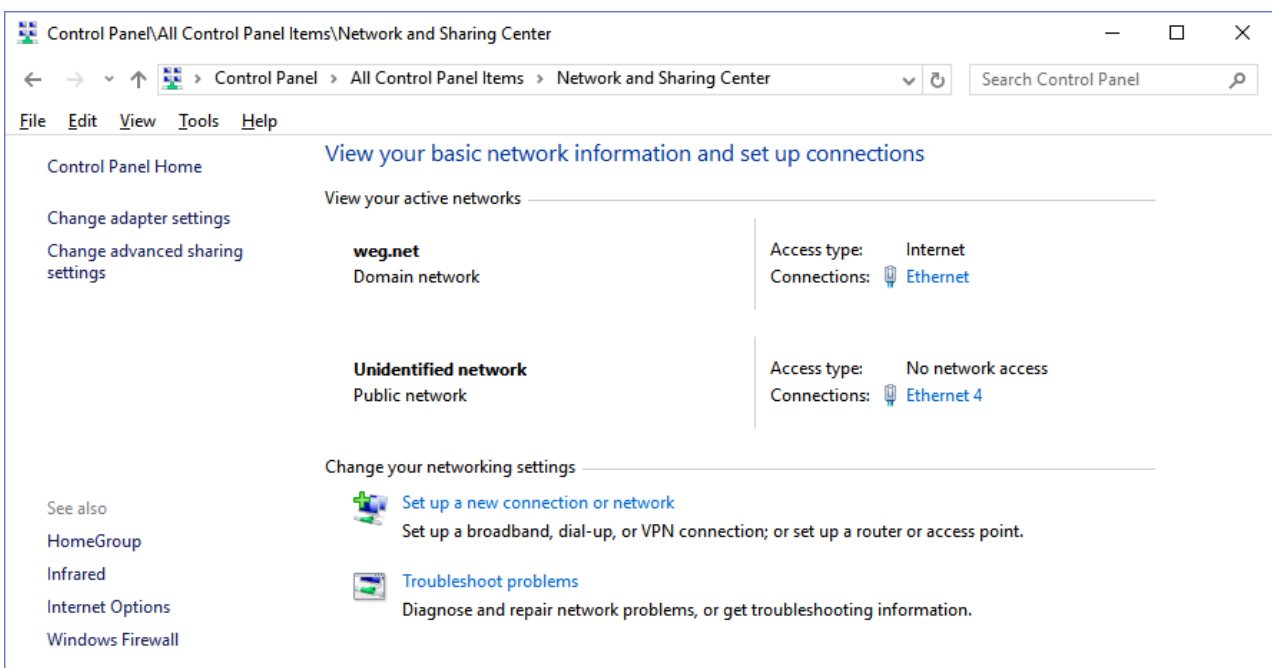 Control Panel\All Control Panel Items\Network and Sharing Center
Control Panel > All Control Panel Items > Network and Sharing Center
Search Control Panel
File Edit View Tools Help
Control Panel Home
Change adapter settings
Change advanced sharing
settings
See also
HomeGroup
Infrared
Internet Options
Windows Firewall
View your basic network information and set up connections
View your active networks
weg.net
Domain network
Access type: Internet
Connections: Ethernet
Unidentified network
Public network
Access type: No network access
Connections: Ethernet 4
Change your networking settings
Set up a new connection or network
Set up a broadband, dial-up, or VPN connection; or set up a router or access point.
Troubleshoot problems
Diagnose and repair network problems, or get troubleshooting information.